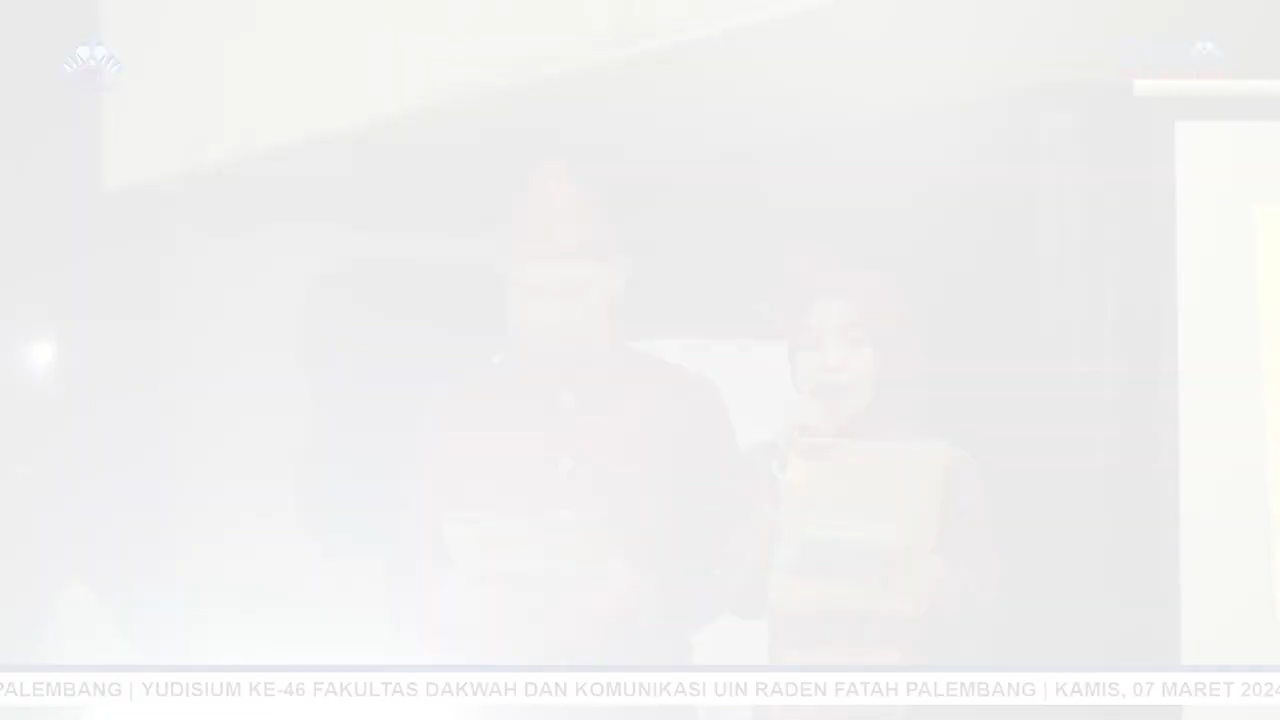 PALEMBANG | YUDISIUM KE-46 FAKULTAS DAKWAH DAN KOMUNIKASI UIN RADEN FATAH PALEMBANG | KAMIS, 07 MARET 2024